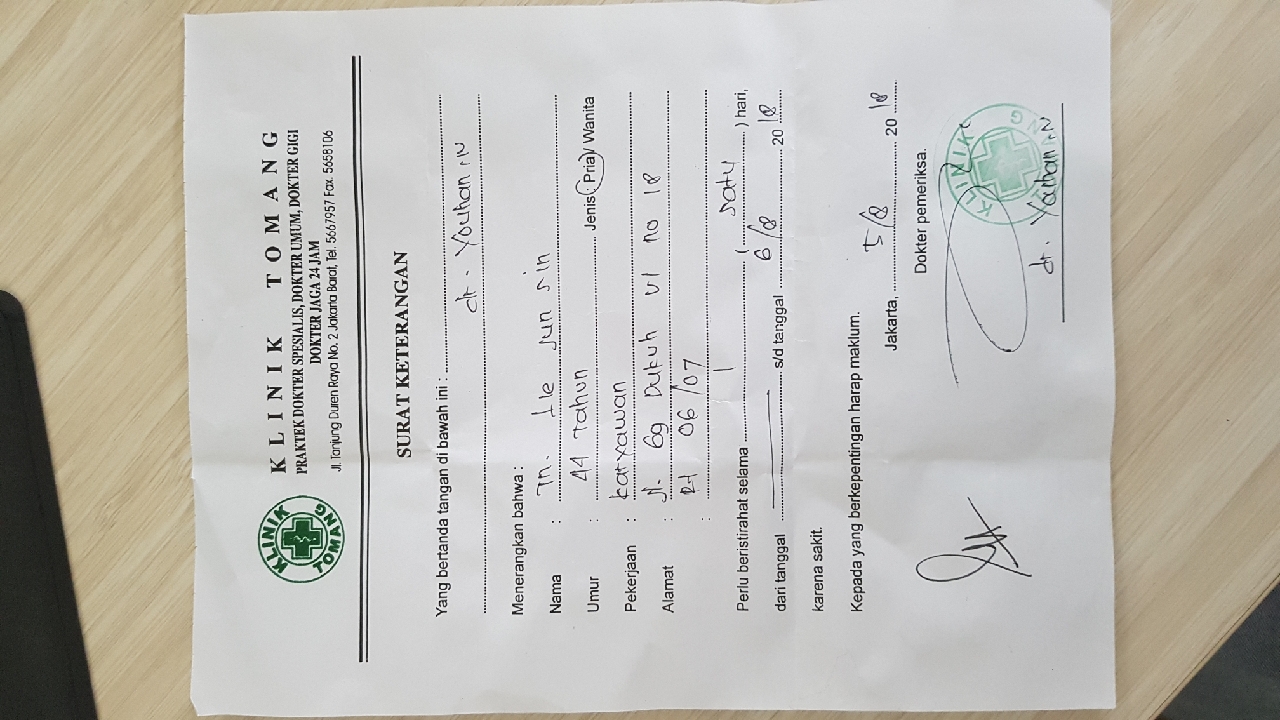 KLINIK TOMANG
KLINIK TOMANG
PRAKTEK DOKTER SPESIALIS, DOKTER UMUM, DOKTER GIGI
DOKTER JAGA 24 JAM
Jl. Tanjung Duren Raya No. 2 Jakarta Barat, Tel. 5667957 Fax. 5658106
SURAT KETERANGAN
Yang bertanda tangan di bawah ini :
dr. Youhan .N
Menerangkan bahwa :
Nama : Tn. Jun Sin
Umur : 44 Tahun Jenis : Pria / Wanita
Pekerjaan : Karyawan
Alamat : Jl. Gg Dukuh VI no 18
: Rt 06/07
Perlu beristirahat selama 1 ( satu ) hari,
dari tanggal — s/d tanggal 6/8 20 18
karena sakit.
Kepada yang berkepentingan harap maklum.
Jakarta, 5/8 20 18
Dokter pemeriksa.
KLINIK TOMANG
dr. Youhan .N